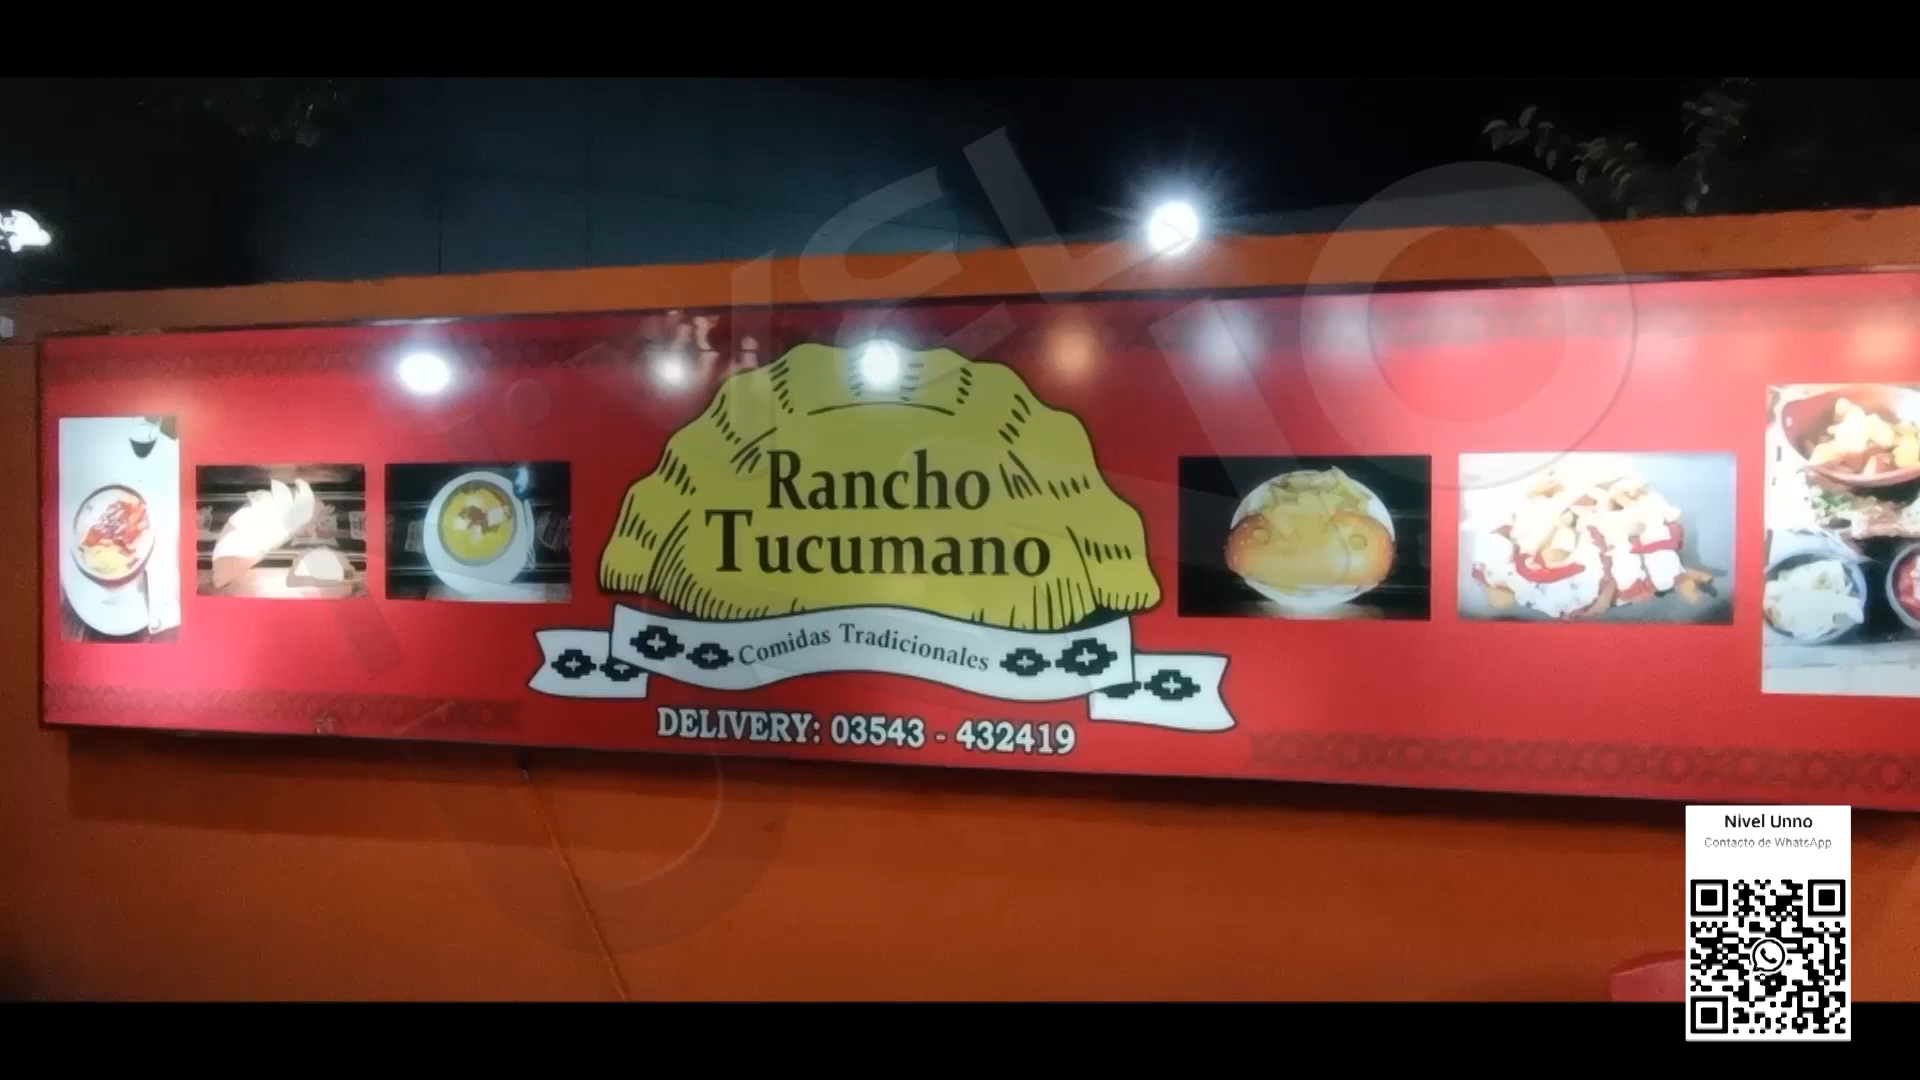 Rancho
Tucumano
Comidas Tradicionales
DELIVERY: 03543 - 432419
Nivel Unno
Contacto de WhatsApp